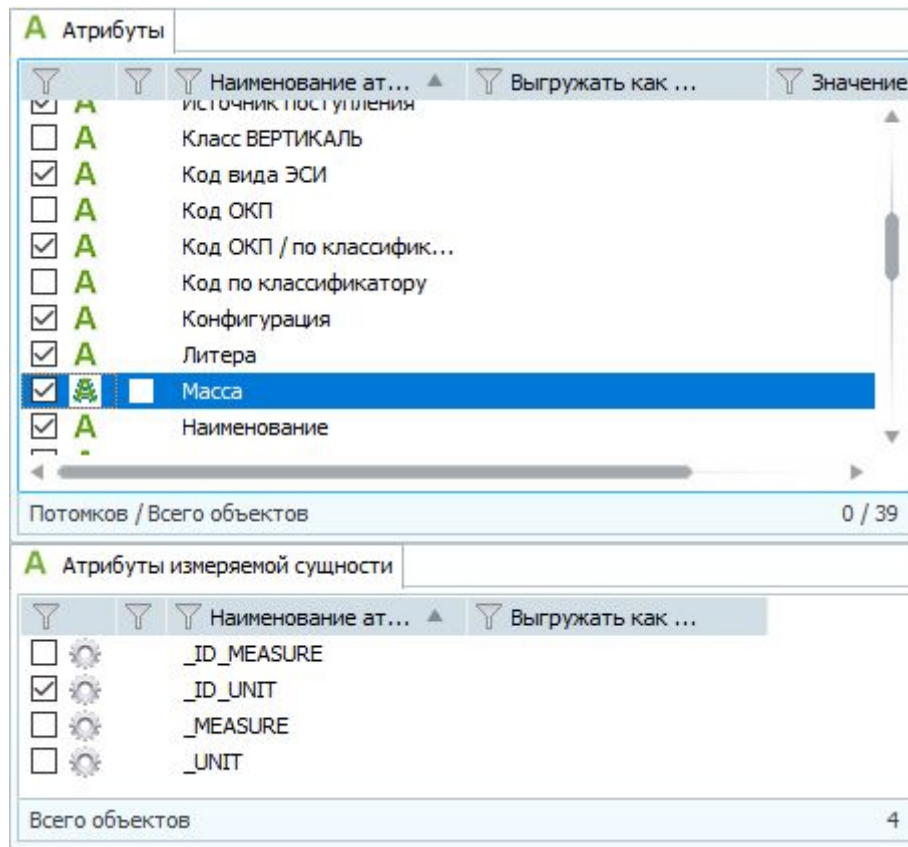 Атрибуты
Наименование ат... Выгружать как ... Значение
Источник поступления
Класс ВЕРТИКАЛЬ
Код вида ЭСИ
Код ОКП
Код ОКП / по классифик...
Код по классификатору
Конфигурация
Литера
Масса
Наименование
Потомков / Всего объектов 0 / 39
Атрибуты измеряемой сущности
Наименование ат... Выгружать как ...
_ID_MEASURE
_ID_UNIT
_MEASURE
_UNIT
Всего объектов 4